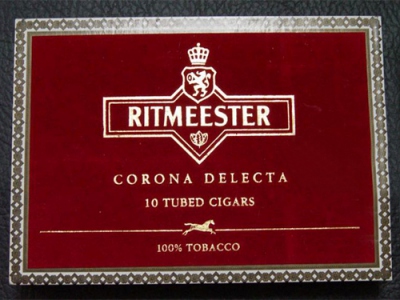 RITMEESTER
CORONA DELECTA
10 TUBED CIGARS
100% TOBACCO